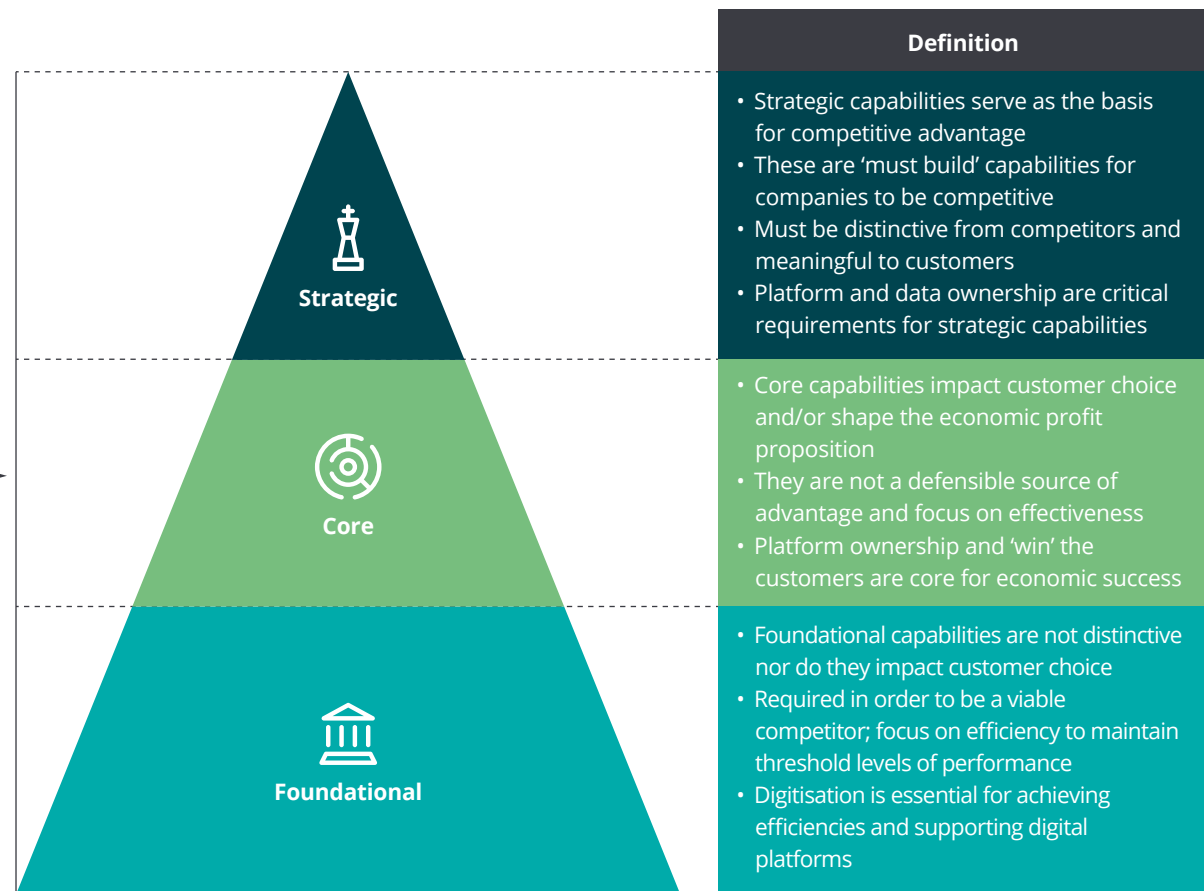 Definition
• Strategic capabilities serve as the basis
for competitive advantage
• These are ‘must build’ capabilities for
companies to be competitive
• Must be distinctive from competitors and
meaningful to customers
• Platform and data ownership are critical
requirements for strategic capabilities
Strategic
• Core capabilities impact customer choice
and/or shape the economic profit
proposition
• They are not a defensible source of
advantage and focus on effectiveness
• Platform ownership and ‘win’ the
customers are core for economic success
Core
• Foundational capabilities are not distinctive
nor do they impact customer choice
• Required in order to be a viable
competitor; focus on efficiency to maintain
threshold levels of performance
• Digitisation is essential for achieving
efficiencies and supporting digital
platforms
Foundational